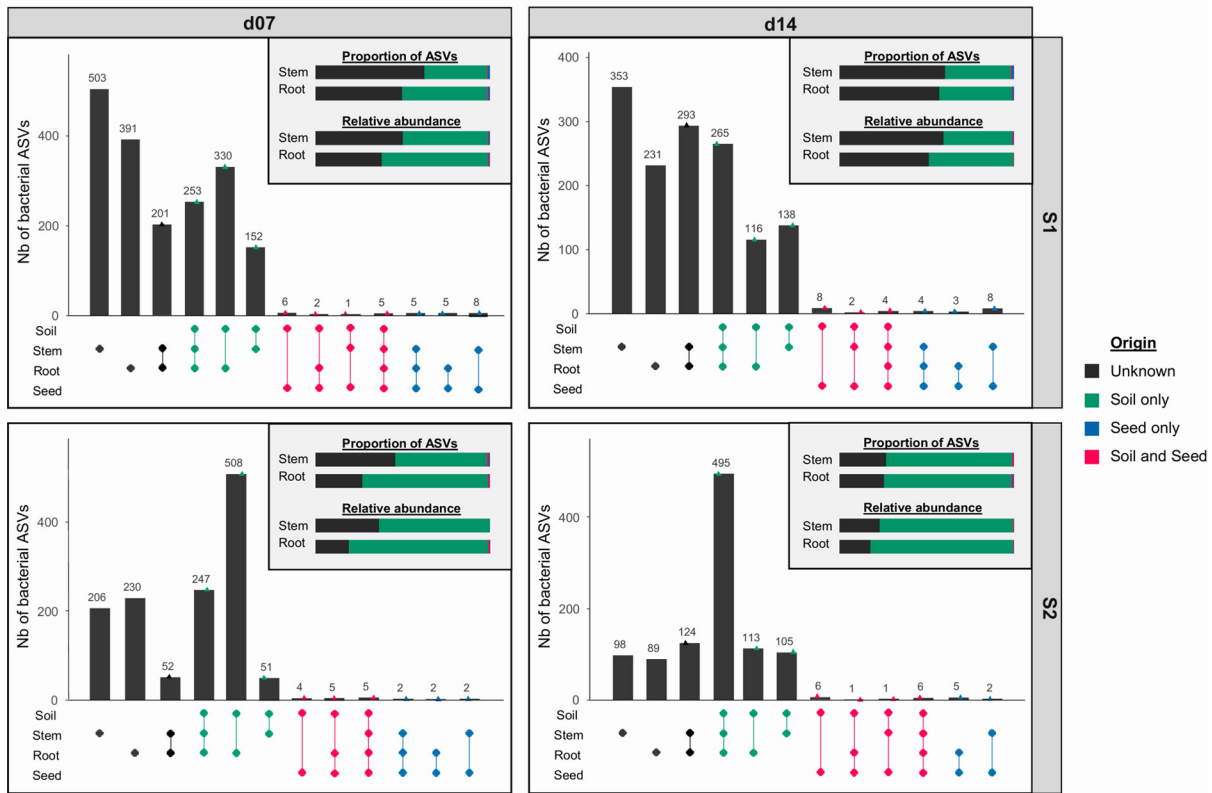 d07
d14
S1
S2
Nb of bacterial ASVs
400
200
0
503
391
201
253
330
152
6
2
1
5
5
5
8
Soil
Stem
Root
Seed
Proportion of ASVs
Stem
Root
Relative abundance
Stem
Root
Nb of bacterial ASVs
400
300
200
100
0
353
231
293
265
116
138
8
2
4
4
3
8
Soil
Stem
Root
Seed
Proportion of ASVs
Stem
Root
Relative abundance
Stem
Root
Origin
Unknown
Soil only
Seed only
Soil and Seed
Nb of bacterial ASVs
400
200
0
206
230
52
247
508
51
4
5
5
2
2
2
Soil
Stem
Root
Seed
Proportion of ASVs
Stem
Root
Relative abundance
Stem
Root
Nb of bacterial ASVs
400
200
0
98
89
124
495
113
105
6
1
1
6
5
2
Soil
Stem
Root
Seed
Proportion of ASVs
Stem
Root
Relative abundance
Stem
Root